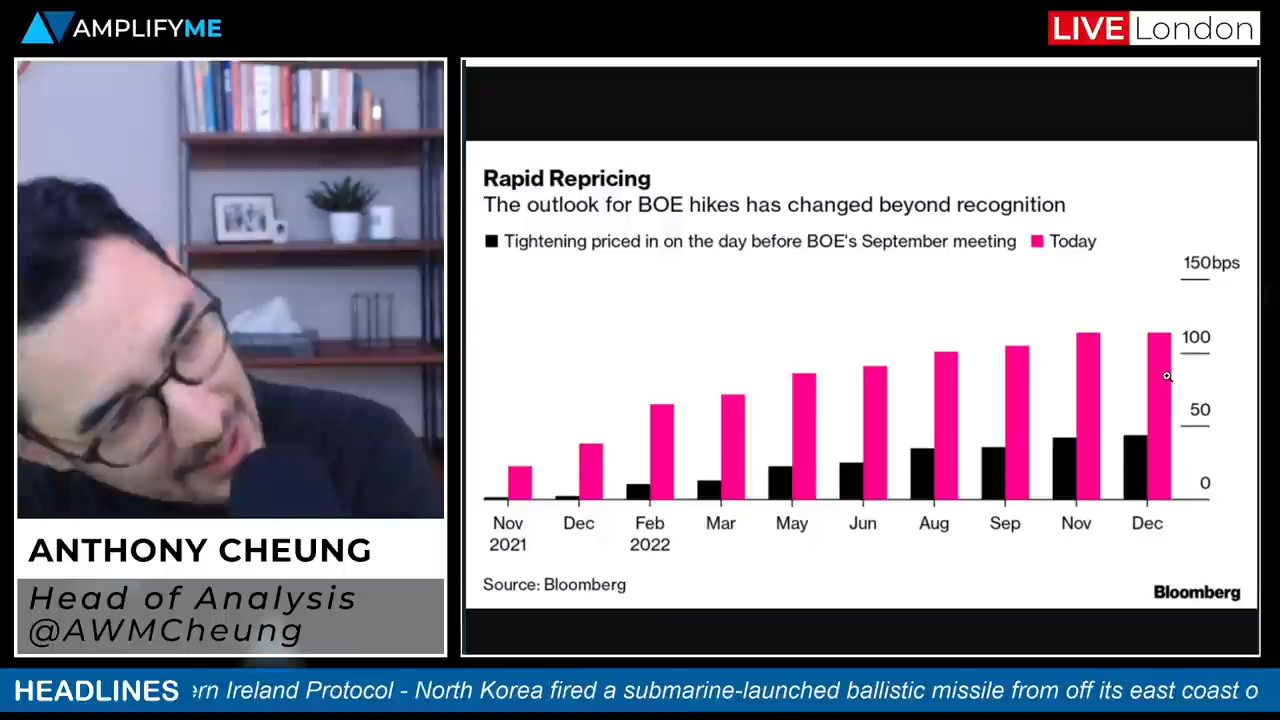 AMPLIFYME
LIVE London
Rapid Repricing
The outlook for BOE hikes has changed beyond recognition
Tightening priced in on the day before BOE's September meeting Today
150bps
100
50
0
Nov Dec Feb Mar May Jun Aug Sep Nov Dec
2021 2022
Source: Bloomberg
Bloomberg
ANTHONY CHEUNG
Head of Analysis
@AWMCheung
HEADLINES ern Ireland Protocol - North Korea fired a submarine-launched ballistic missile from off its east coast o